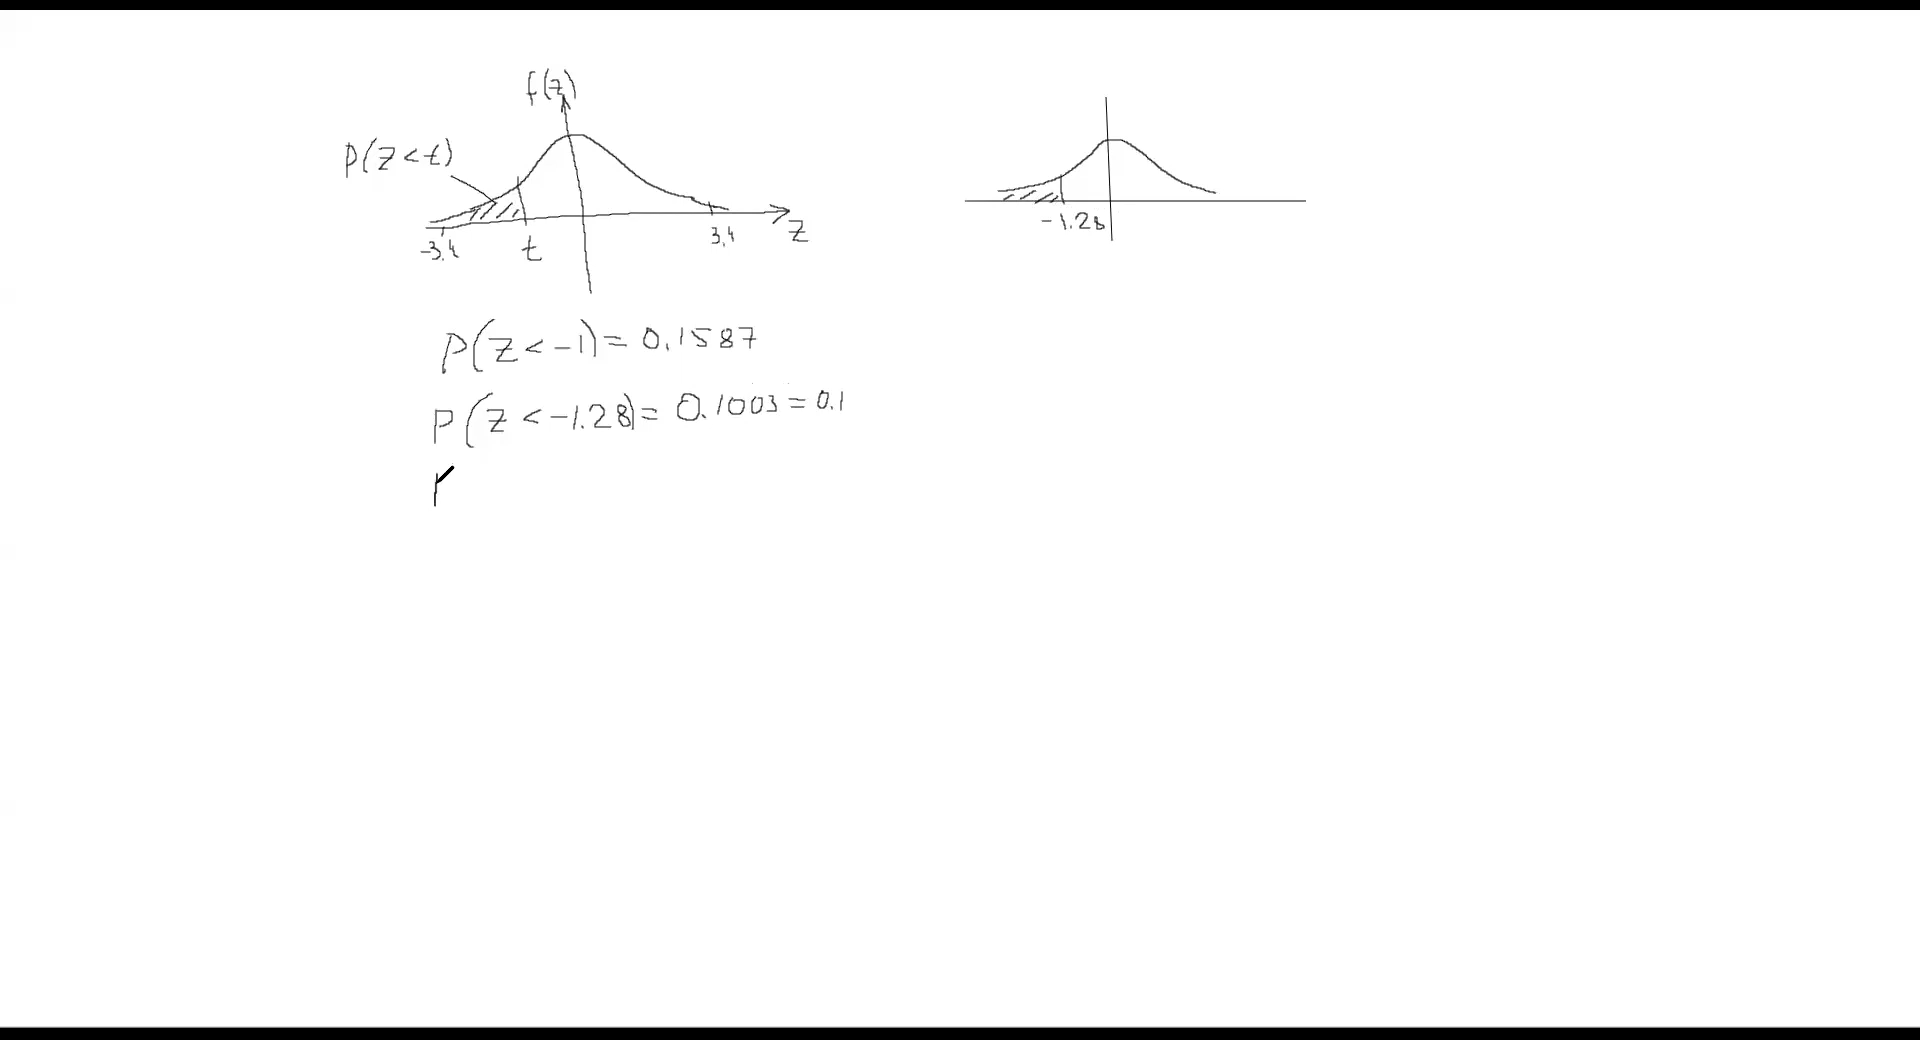 f(z)
P(Z<t)
-3.4
t
3.4
Z
-1.28
P(Z<-1)=0.1587
P(Z<-1.28)=0.1003=0.1